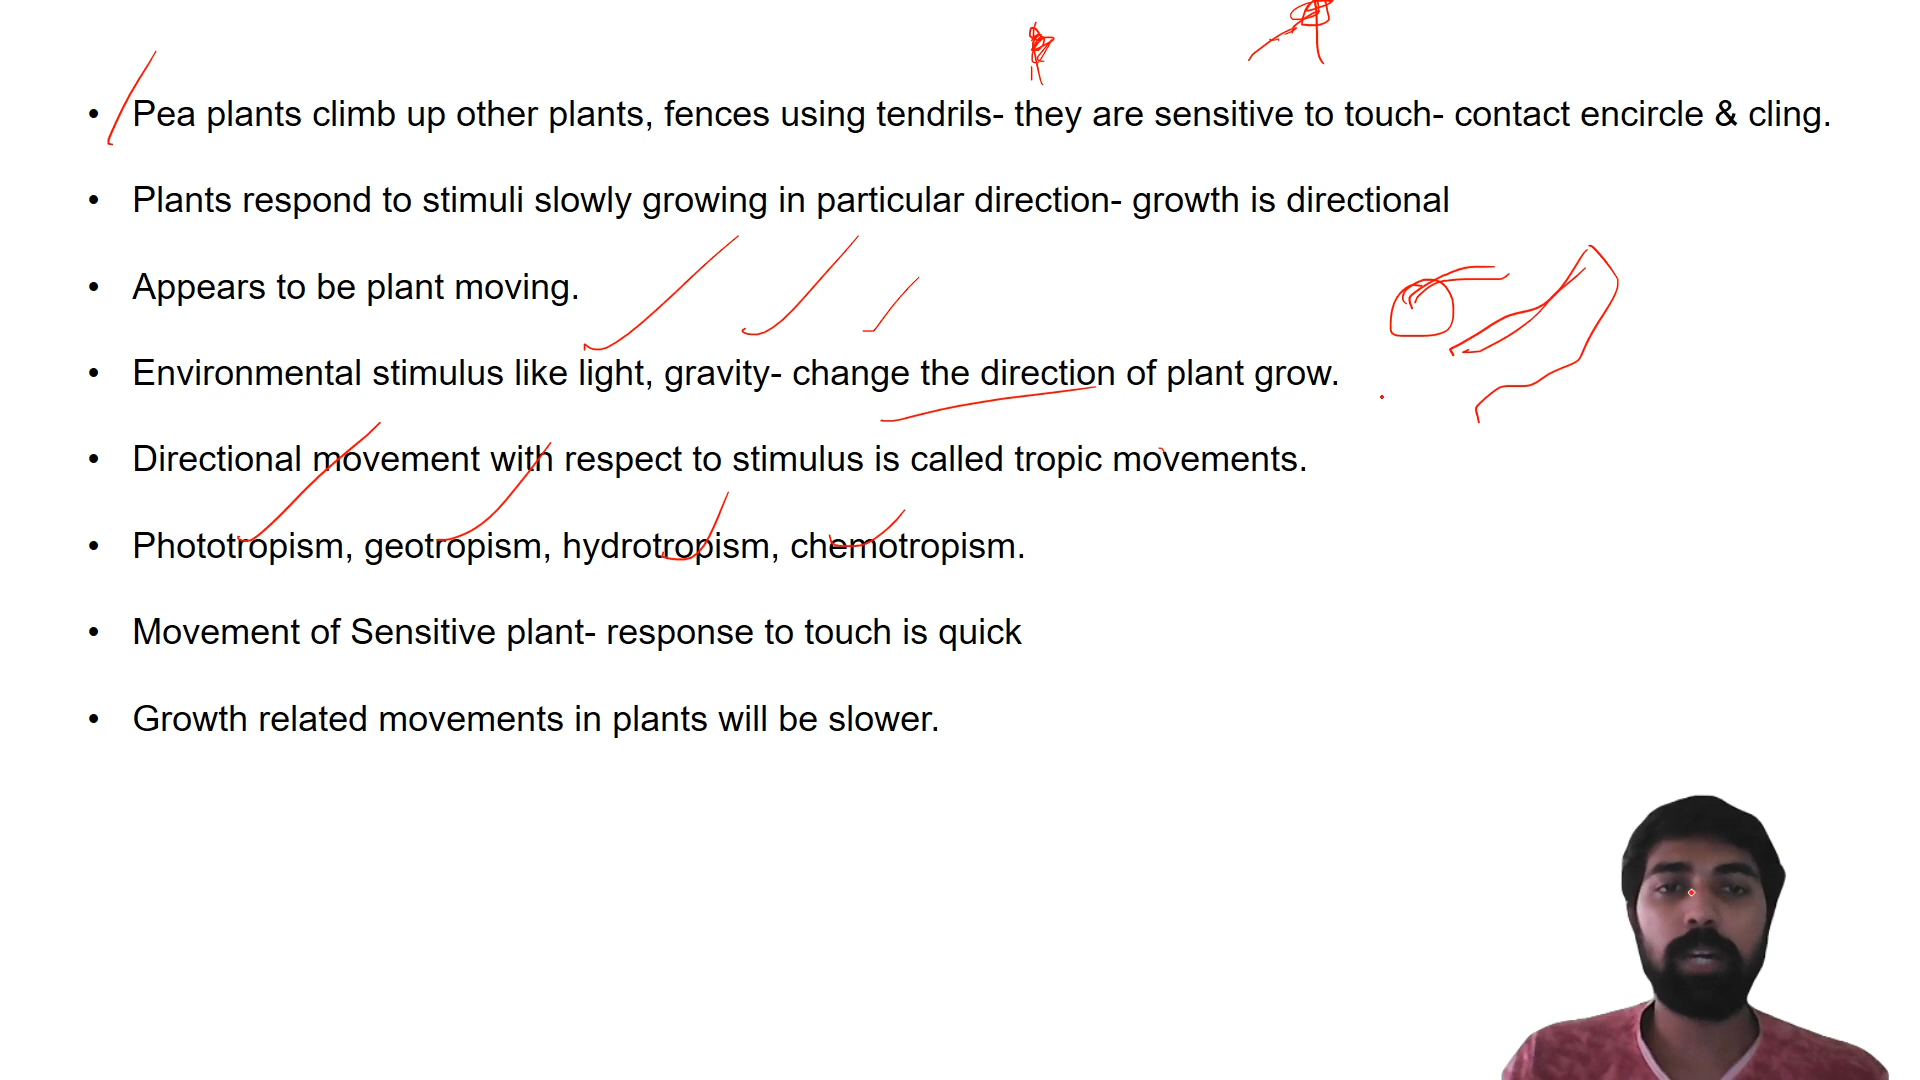 • Pea plants climb up other plants, fences using tendrils- they are sensitive to touch- contact encircle & cling.
• Plants respond to stimuli slowly growing in particular direction- growth is directional
• Appears to be plant moving.
• Environmental stimulus like light, gravity- change the direction of plant grow.
• Directional movement with respect to stimulus is called tropic movements.
• Phototropism, geotropism, hydrotropism, chemotropism.
• Movement of Sensitive plant- response to touch is quick
• Growth related movements in plants will be slower.